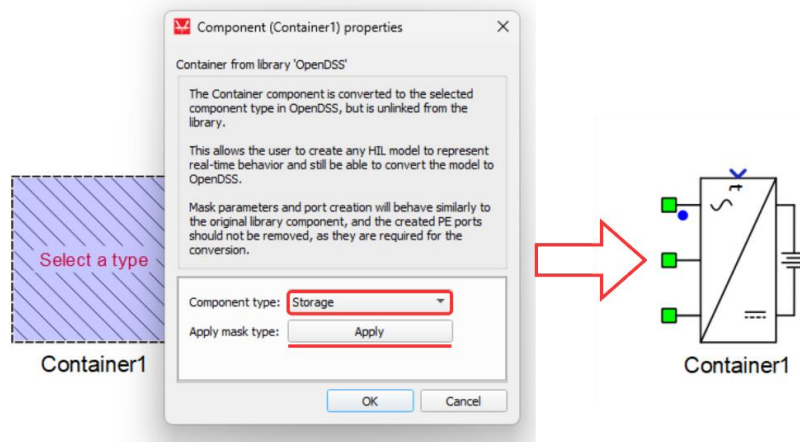 Component (Container1) properties
Container from library 'OpenDSS'
The Container component is converted to the selected
component type in OpenDSS, but is unlinked from the
library.
This allows the user to create any HIL model to represent
real-time behavior and still be able to convert the model to
OpenDSS.
Mask parameters and port creation will behave similarly to
the original library component, and the created PE ports
should not be removed, as they are required for the
conversion.
Select a type
Component type: Storage
Apply mask type: Apply
Container1
OK Cancel
t
Container1